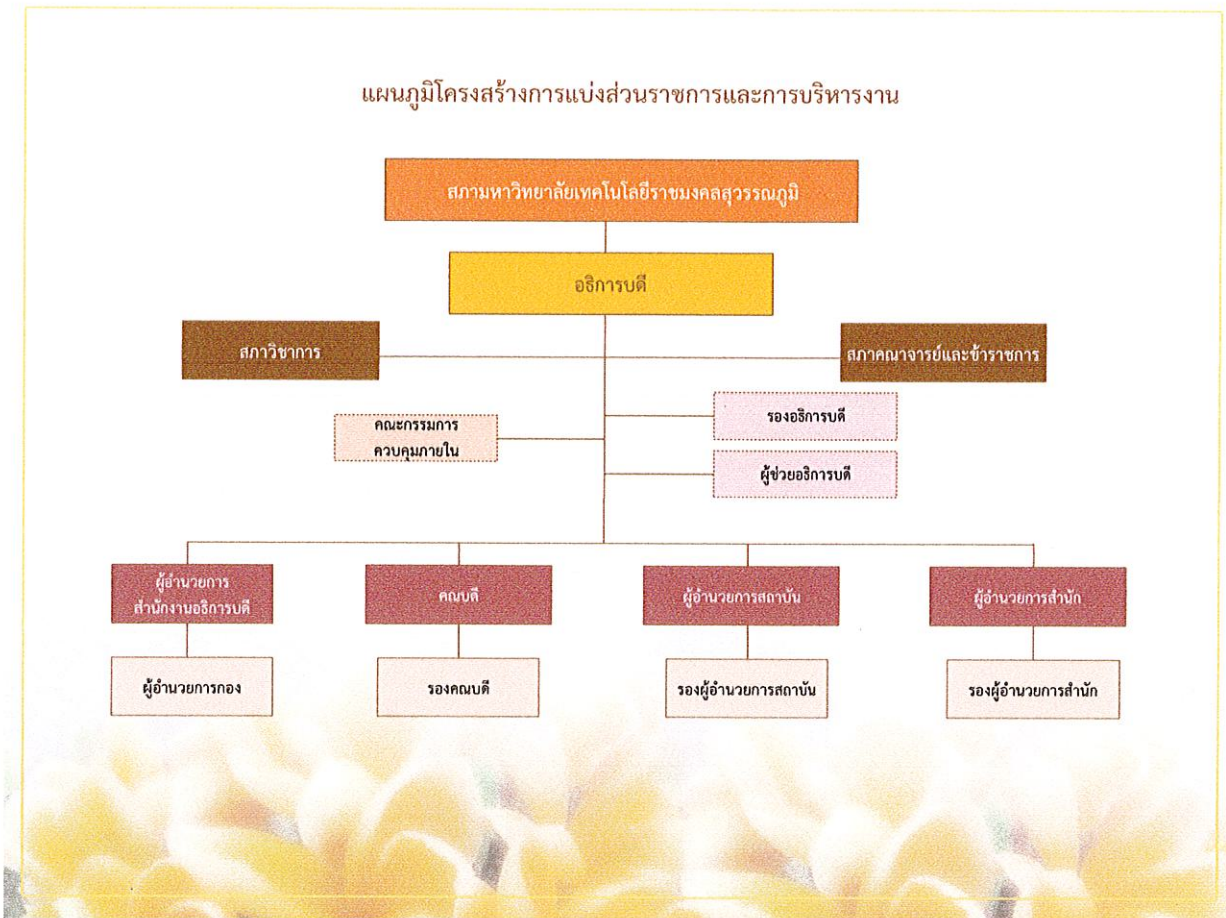 แผนภูมิโครงสร้างการแบ่งส่วนราชการและการบริหารงาน
สภามหาวิทยาลัยเทคโนโลยีราชมงคลสุวรรณภูมิ
อธิการบดี
สภาวิชาการ
สภาคณาจารย์และข้าราชการ
คณะกรรมการ
ควบคุมภายใน
รองอธิการบดี
ผู้ช่วยอธิการบดี
ผู้อำนวยการ
สำนักงานอธิการบดี
คณบดี
ผู้อำนวยการสถาบัน
ผู้อำนวยการสำนัก
ผู้อำนวยการกอง
รองคณบดี
รองผู้อำนวยการสถาบัน
รองผู้อำนวยการสำนัก